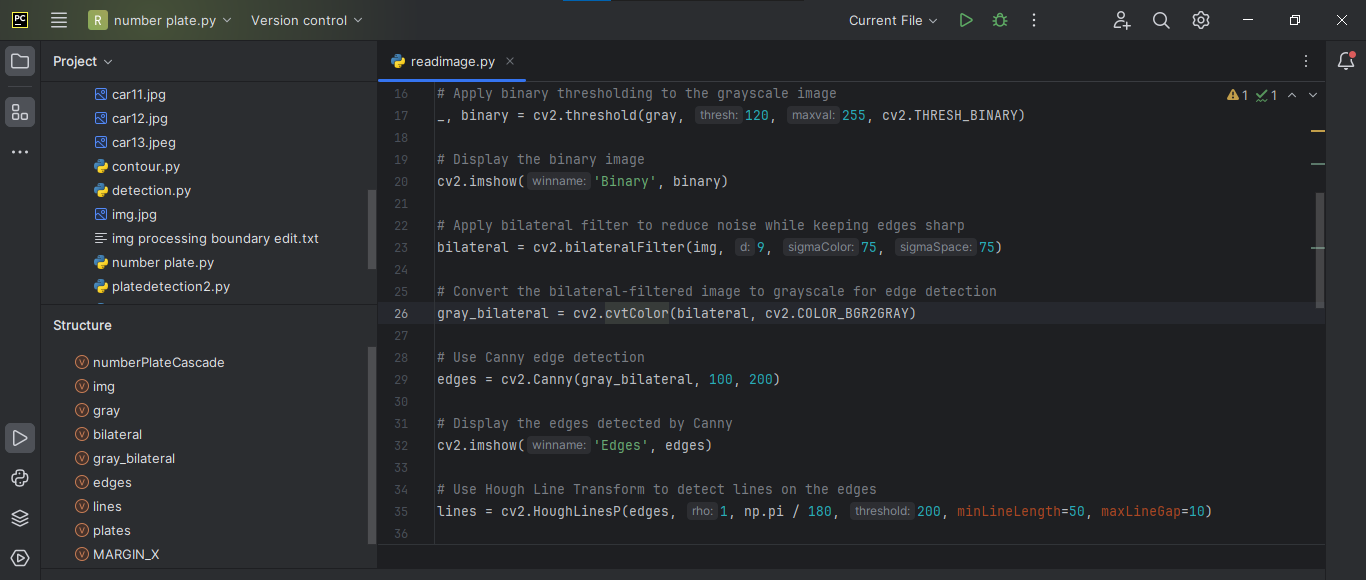 PC
R number plate.py Version control Current File
Project
readimage.py
car11.jpg
car12.jpg
car13.jpeg
contour.py
detection.py
img.jpg
img processing boundary edit.txt
number plate.py
platedetection2.py
Structure
V numberPlateCascade
V img
V gray
V bilateral
V gray_bilateral
V edges
V lines
V plates
V MARGIN_X
1 1
16 # Apply binary thresholding to the grayscale image
17 _, binary = cv2.threshold(gray, thresh: 120, maxval: 255, cv2.THRESH_BINARY)
18
19 # Display the binary image
20 cv2.imshow( winname: 'Binary', binary)
21
22 # Apply bilateral filter to reduce noise while keeping edges sharp
23 bilateral = cv2.bilateralFilter(img, d: 9, sigmaColor: 75, sigmaSpace: 75)
24
25 # Convert the bilateral-filtered image to grayscale for edge detection
26 gray_bilateral = cv2.cvtColor(bilateral, cv2.COLOR_BGR2GRAY)
27
28 # Use Canny edge detection
29 edges = cv2.Canny(gray_bilateral, 100, 200)
30
31 # Display the edges detected by Canny
32 cv2.imshow( winname: 'Edges', edges)
33
34 # Use Hough Line Transform to detect lines on the edges
35 lines = cv2.HoughLinesP(edges, rho: 1, np.pi / 180, threshold: 200, minLineLength=50, maxLineGap=10)
36